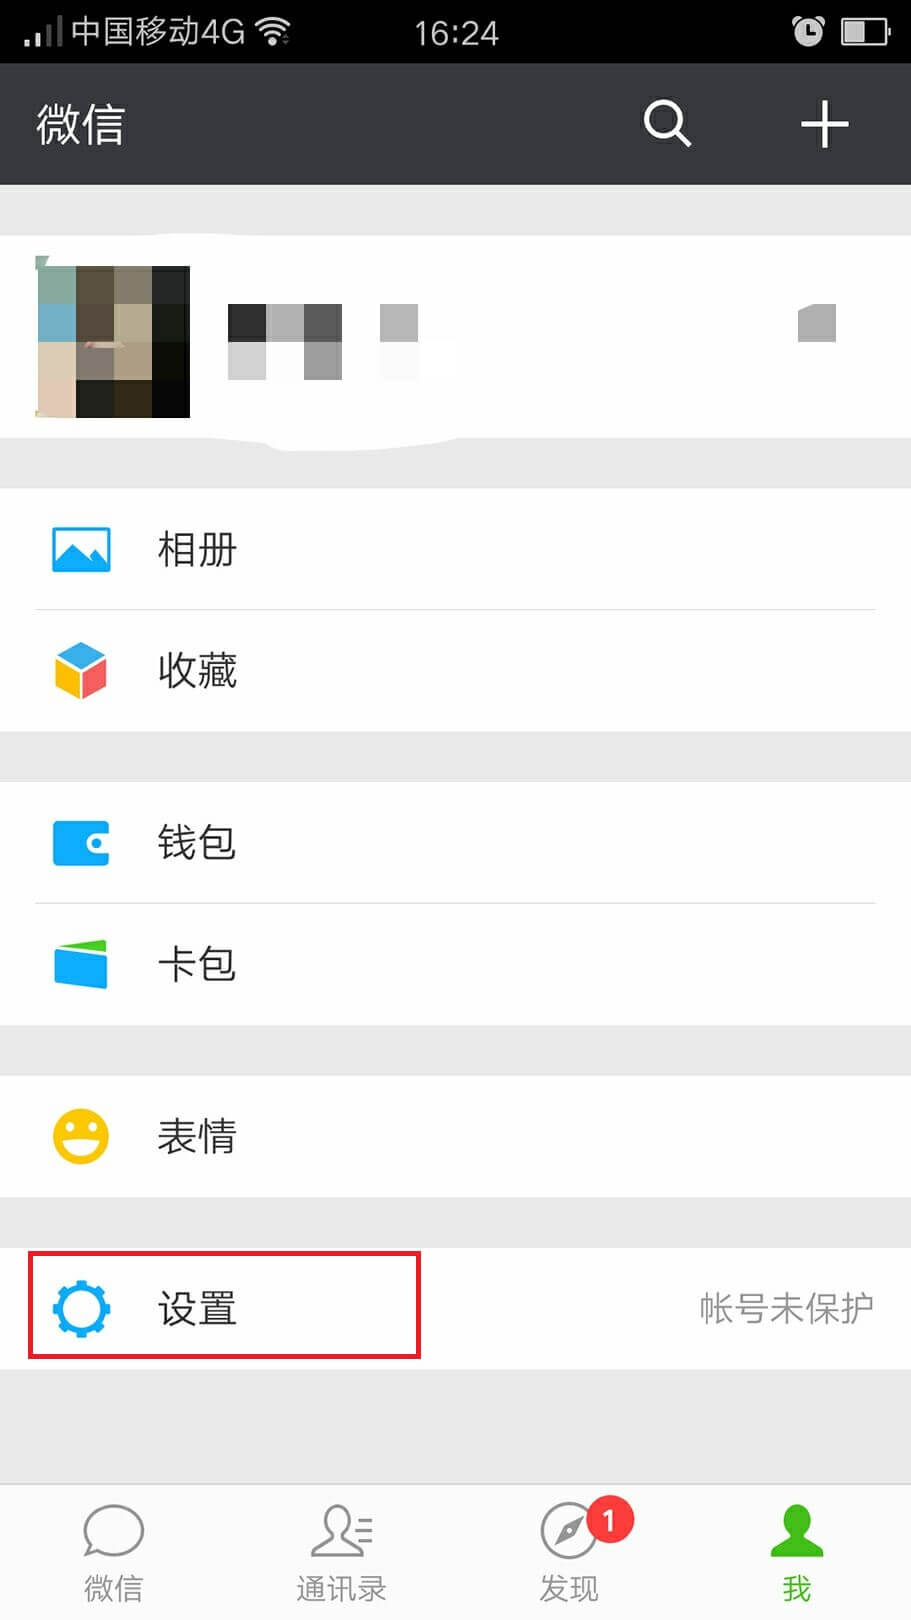 中国移动4G 16:24
微信
相册
收藏
钱包
卡包
表情
设置 帐号未保护
1
微信 通讯录 发现 我